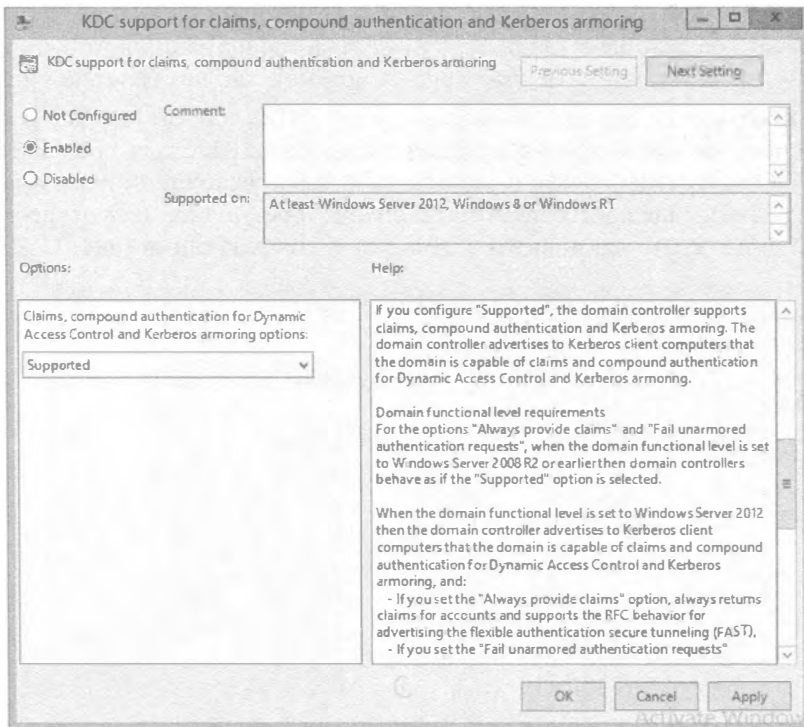 KDC support for claims, compound authentication and Kerberos armoring
KDC support for claims, compound authentication and Kerberos armoring
Previous Setting
Next Setting
Not Configured
Comment:
Enabled
Disabled
Supported on:
At least Windows Server 2012, Windows 8 or Windows RT
Options:
Help:
Claims, compound authentication for Dynamic
Access Control and Kerberos armoring options:
Supported
If you configure "Supported", the domain controller supports
claims, compound authentication and Kerberos armoring. The
domain controller advertises to Kerberos client computers that
the domain is capable of claims and compound authentication
for Dynamic Access Control and Kerberos armoring.
Domain functional level requirements
For the options "Always provide claims" and "Fail unarmored
authentication requests", when the domain functional level is set
to Windows Server 2008 R2 or earlier then domain controllers
behave as if the "Supported" option is selected.
When the domain functional level is set to Windows Server 2012
then the domain controller advertises to Kerberos client
computers that the domain is capable of claims and compound
authentication for Dynamic Access Control and Kerberos
armoring, and:
- If you set the "Always provide claims" option, always returns
claims for accounts and supports the RFC behavior for
advertising the flexible authentication secure tunneling (FAST).
- If you set the "Fail unarmored authentication requests"
OK
Cancel
Apply
Activate Window